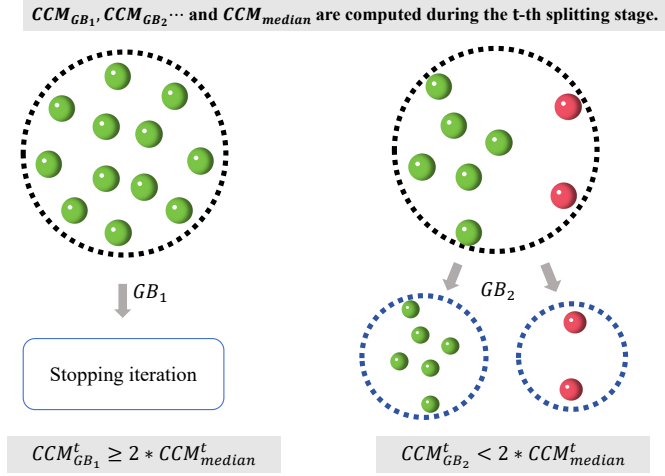 CCM_{GB_1}, CCM_{GB_2} ⋯ and CCM_{median} are computed during the t-th splitting stage.
GB_1
GB_2
Stopping iteration
CCM^t_{GB_1} ≥ 2 * CCM^t_{median}
CCM^t_{GB_2} < 2 * CCM^t_{median}